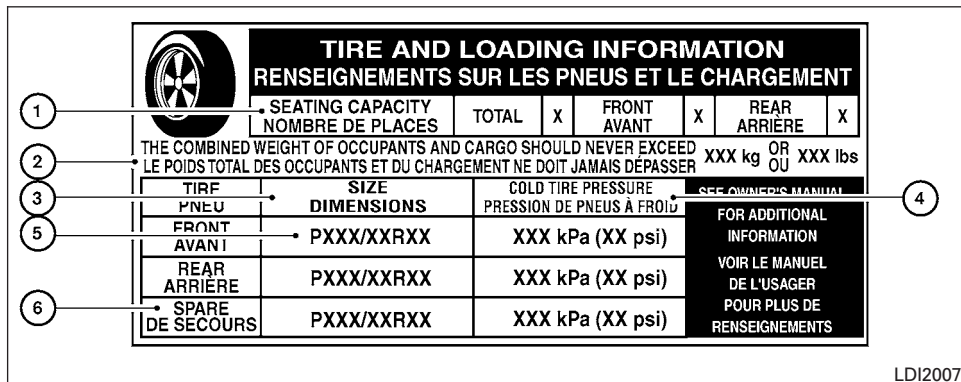 TIRE AND LOADING INFORMATION
RENSEIGNEMENTS SUR LES PNEUS ET LE CHARGEMENT
1
SEATING CAPACITY
NOMBRE DE PLACES
TOTAL
X
FRONT
AVANT
X
REAR
ARRIÈRE
X
2
THE COMBINED WEIGHT OF OCCUPANTS AND CARGO SHOULD NEVER EXCEED
LE POIDS TOTAL DES OCCUPANTS ET DU CHARGEMENT NE DOIT JAMAIS DÉPASSER
XXX kg OR OU XXX lbs
3
TIRE
PNEU
SIZE
DIMENSIONS
COLD TIRE PRESSURE
PRESSION DE PNEUS À FROID
4
5
FRONT
AVANT
PXXX/XXRXX
XXX kPa (XX psi)
REAR
ARRIÈRE
PXXX/XXRXX
XXX kPa (XX psi)
6
SPARE
DE SECOURS
PXXX/XXRXX
XXX kPa (XX psi)
SEE OWNER'S MANUAL
FOR ADDITIONAL
INFORMATION
VOIR LE MANUEL
DE L'USAGER
POUR PLUS DE
RENSEIGNEMENTS
LDI2007